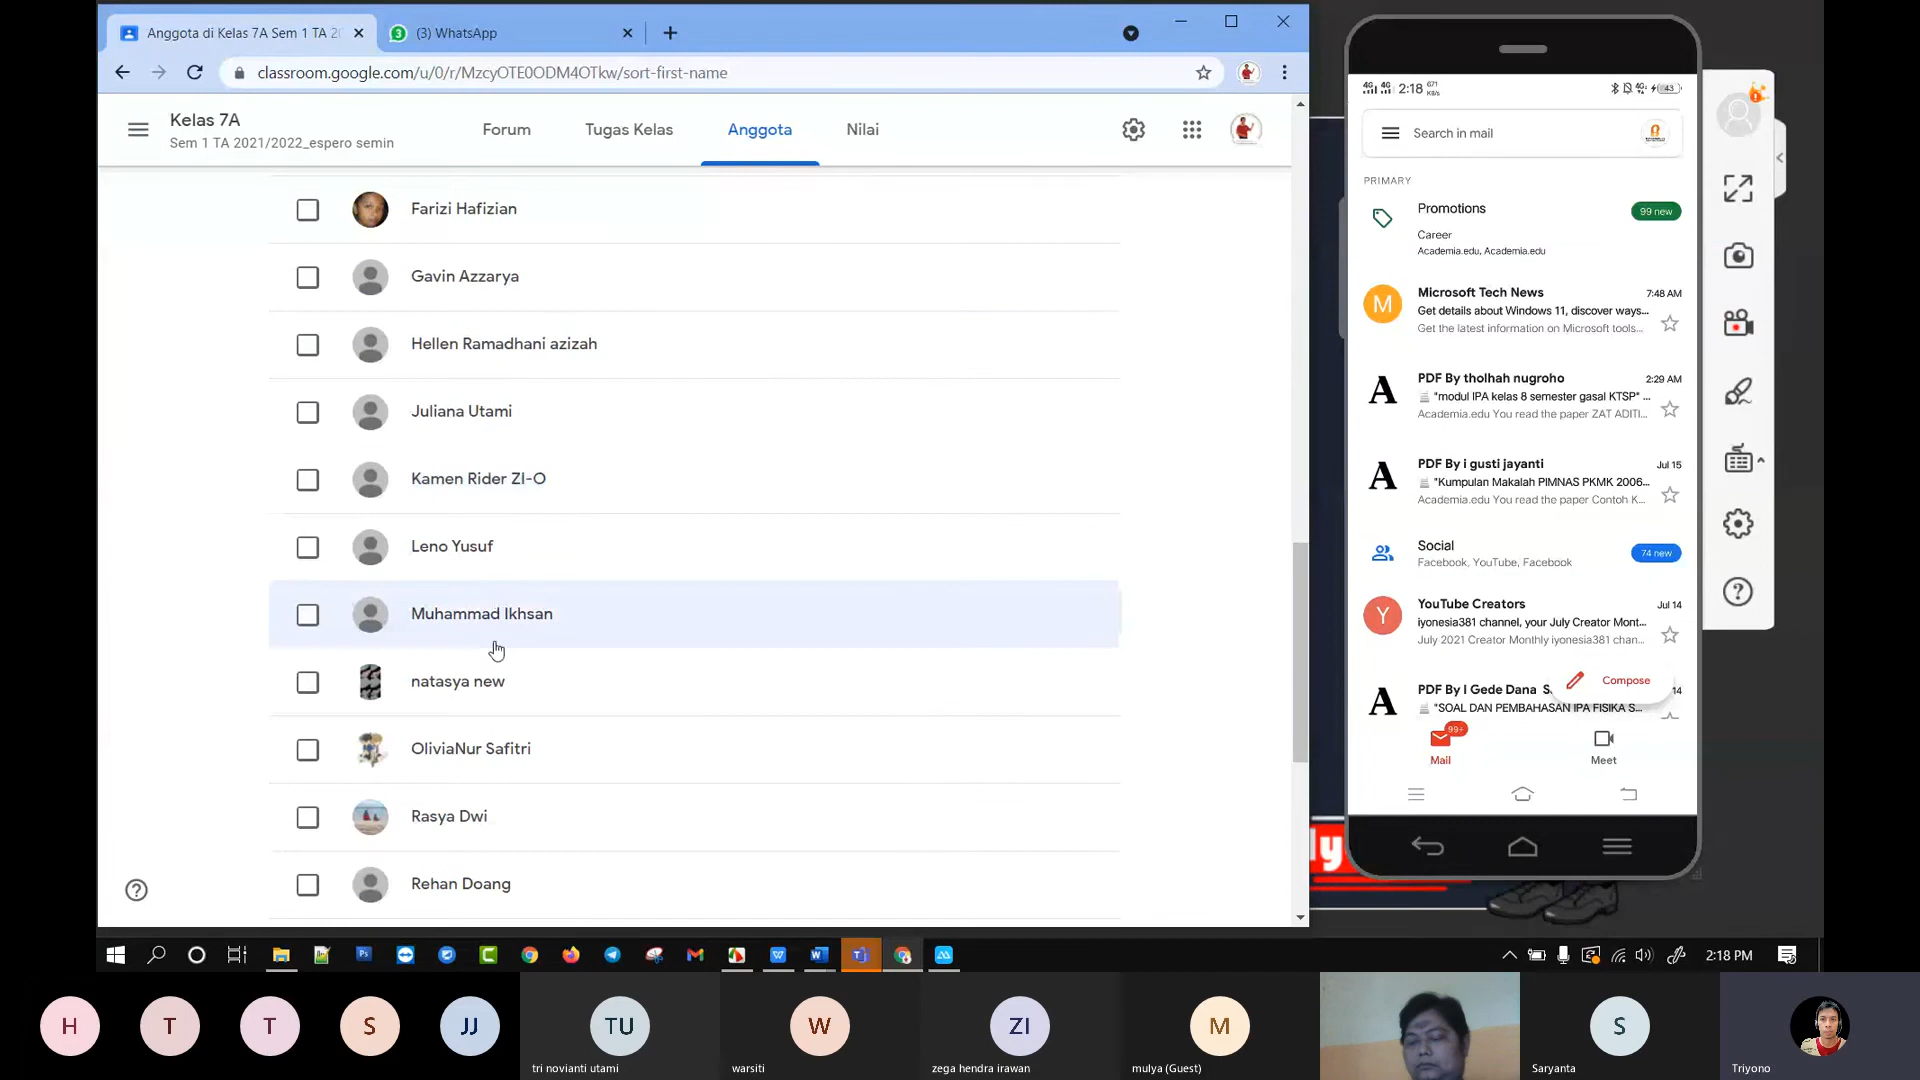 Anggota di Kelas 7A Sem 1 TA 20
(3) WhatsApp
classroom.google.com/u/0/r/MzcyOTE0ODM4OTkw/sort-first-name
Kelas 7A
Sem 1 TA 2021/2022_espero semin
Forum
Tugas Kelas
Anggota
Nilai
Farizi Hafizian
Gavin Azzarya
Hellen Ramadhani azizah
Juliana Utami
Kamen Rider ZI-O
Leno Yusuf
Muhammad Ikhsan
natasya new
OliviaNur Safitri
Rasya Dwi
Rehan Doang
2:18
671
KB/s
43
Search in mail
PRIMARY
Promotions
99 new
Career
Academia.edu, Academia.edu
M
Microsoft Tech News
7:48 AM
Get details about Windows 11, discover ways...
Get the latest information on Microsoft tools...
A
PDF By tholhah nugroho
2:29 AM
"modul IPA kelas 8 semester gasal KTSP" ...
Academia.edu You read the paper ZAT ADITI...
A
PDF By i gusti jayanti
Jul 15
"Kumpulan Makalah PIMNAS PKMK 2006...
Academia.edu You read the paper Contoh K...
Social
74 new
Facebook, YouTube, Facebook
Y
YouTube Creators
Jul 14
iyonesia381 channel, your July Creator Mont...
July 2021 Creator Monthly iyonesia381 chan...
A
PDF By I Gede Dana S
14
"SOAL DAN PEMBAHASAN IPA FISIKA S...
Compose
99+
Mail
Meet
2:18 PM
H
T
T
S
JJ
TU
tri novianti utami
W
warsiti
ZI
zega hendra irawan
M
mulya (Guest)
S
Saryanta
Triyono